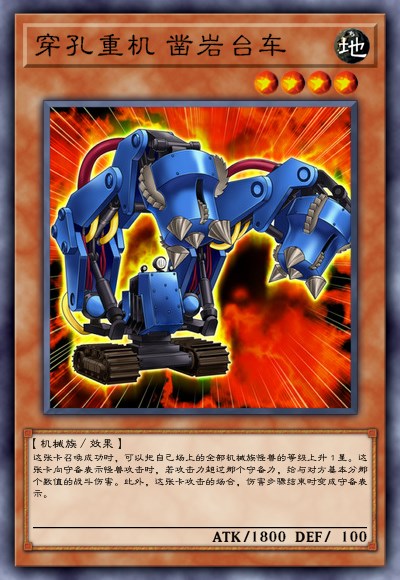 穿孔重机 凿岩台车
地
【机械族/效果】
这张卡召唤成功时，可以把自己场上的全部机械族怪兽的等级上升1星。这
张卡向守备表示怪兽攻击时，若攻击力超过那个守备力，给与对方基本分那
个数值的战斗伤害。此外，这张卡攻击的场合，伤害步骤结束时变成守备表
示。
ATK/1800 DEF/ 100